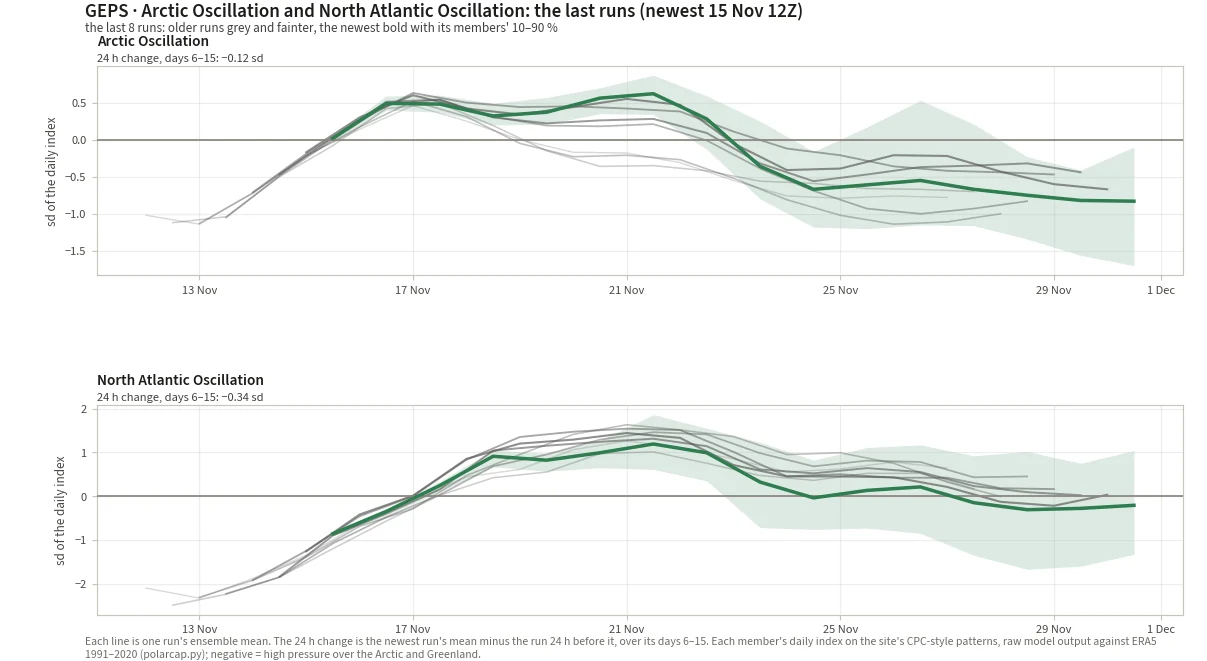 GEPS · Arctic Oscillation and North Atlantic Oscillation: the last runs (newest 15 Nov 12Z)
the last 8 runs: older runs grey and fainter, the newest bold with its members' 10–90 %
Arctic Oscillation
24 h change, days 6–15: −0.12 sd
sd of the daily index
0.5
0.0
−0.5
−1.0
−1.5
13 Nov
17 Nov
21 Nov
25 Nov
29 Nov
1 Dec
North Atlantic Oscillation
24 h change, days 6–15: −0.34 sd
sd of the daily index
2
1
0
−1
−2
13 Nov
17 Nov
21 Nov
25 Nov
29 Nov
1 Dec
Each line is one run's ensemble mean. The 24 h change is the newest run's mean minus the run 24 h before it, over its days 6–15. Each member's daily index on the site's CPC-style patterns, raw model output against ERA5
1991–2020 (polarcap.py); negative = high pressure over the Arctic and Greenland.